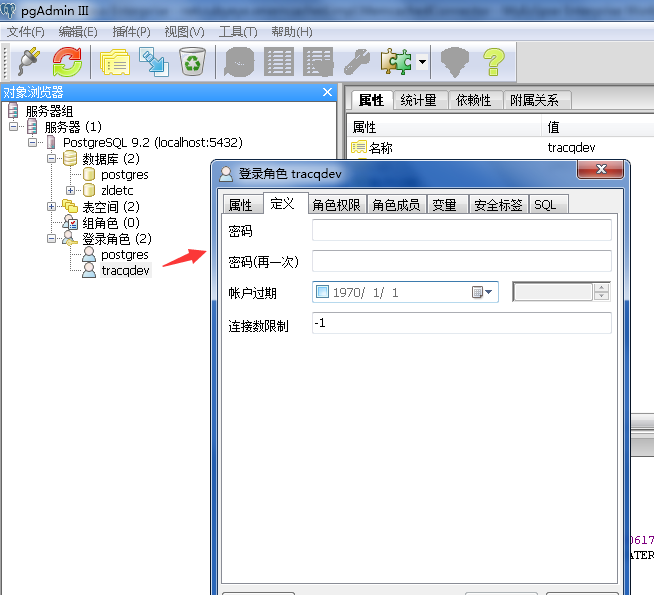 pgAdmin III
文件(F) 编辑(E) 插件(P) 视图(V) 工具(T) 帮助(H)
对象浏览器
服务器组
服务器 (1)
PostgreSQL 9.2 (localhost:5432)
数据库 (2)
postgres
zldetc
表空间 (2)
组角色 (0)
登录角色 (2)
postgres
tracqdev
属性 统计量 依赖性 附属关系
属性 值
名称 tracqdev
登录角色 tracqdev
属性 定义 角色权限 角色成员 变量 安全标签 SQL
密码
密码(再一次)
帐户过期 1970/ 1/ 1
连接数限制 -1
0617
ATER